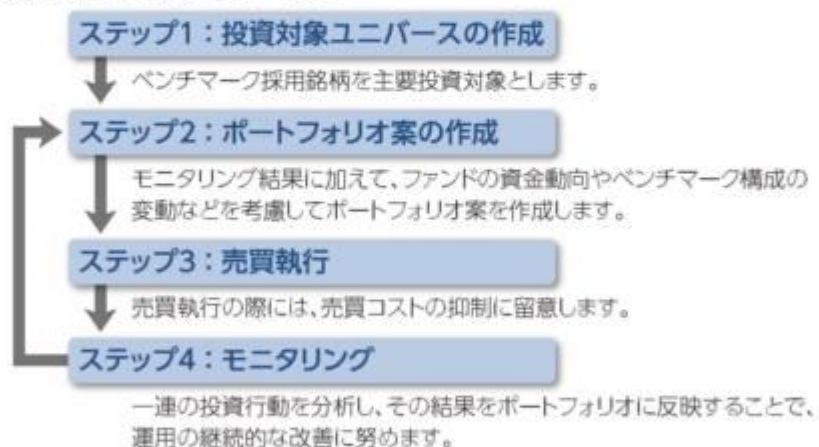 ステップ1：投資対象ユニバースの作成
ベンチマーク採用銘柄を主要投資対象とします。
ステップ2：ポートフォリオ案の作成
モニタリング結果に加えて、ファンドの資金動向やベンチマーク構成の
変動などを考慮してポートフォリオ案を作成します。
ステップ3：売買執行
売買執行の際には、売買コストの抑制に留意します。
ステップ4：モニタリング
一連の投資行動を分析し、その結果をポートフォリオに反映することで、
運用の継続的な改善に努めます。